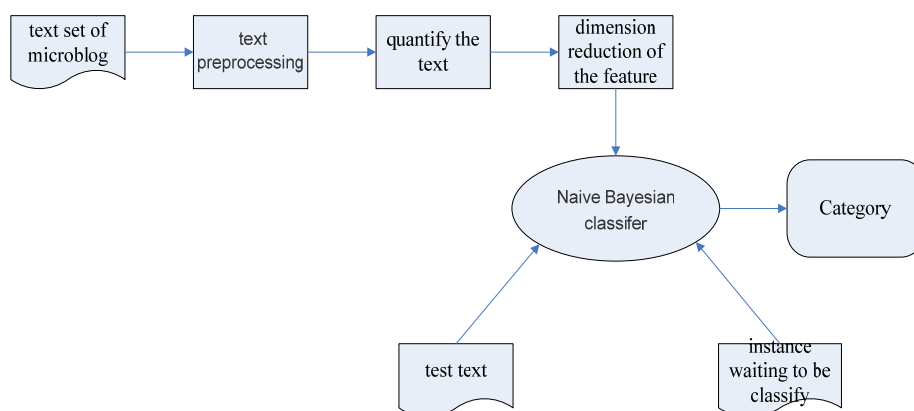 text set of
microblog
text
preprocessing
quantify the
text
dimension
reduction of
the feature
Naive Bayesian
classifer
Category
test text
instance
waiting to be
classify